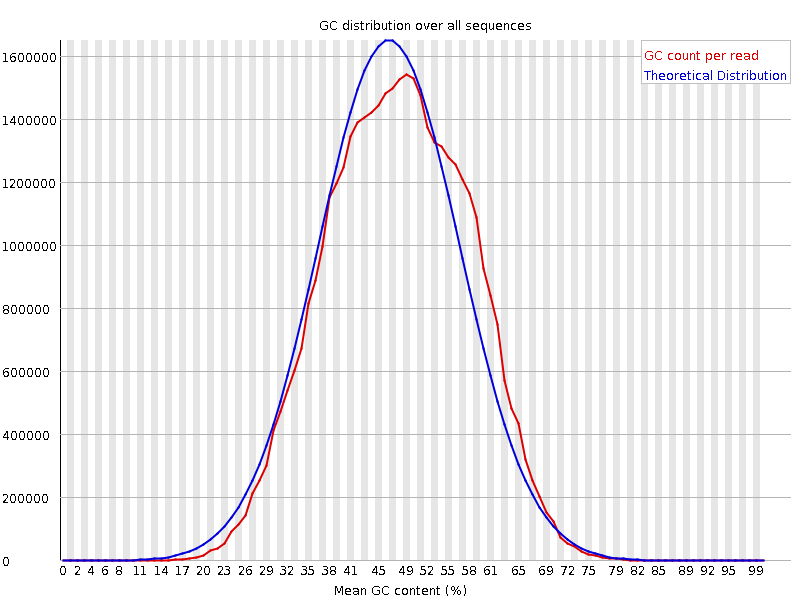 GC distribution over all sequences
GC count per read
Theoretical Distribution
1600000
1400000
1200000
1000000
800000
600000
400000
200000
0
0 2 4 6 8 11 14 17 20 23 26 29 32 35 38 41 45 49 52 55 58 61 65 69 72 75 79 82 85 89 92 95 99
Mean GC content (%)